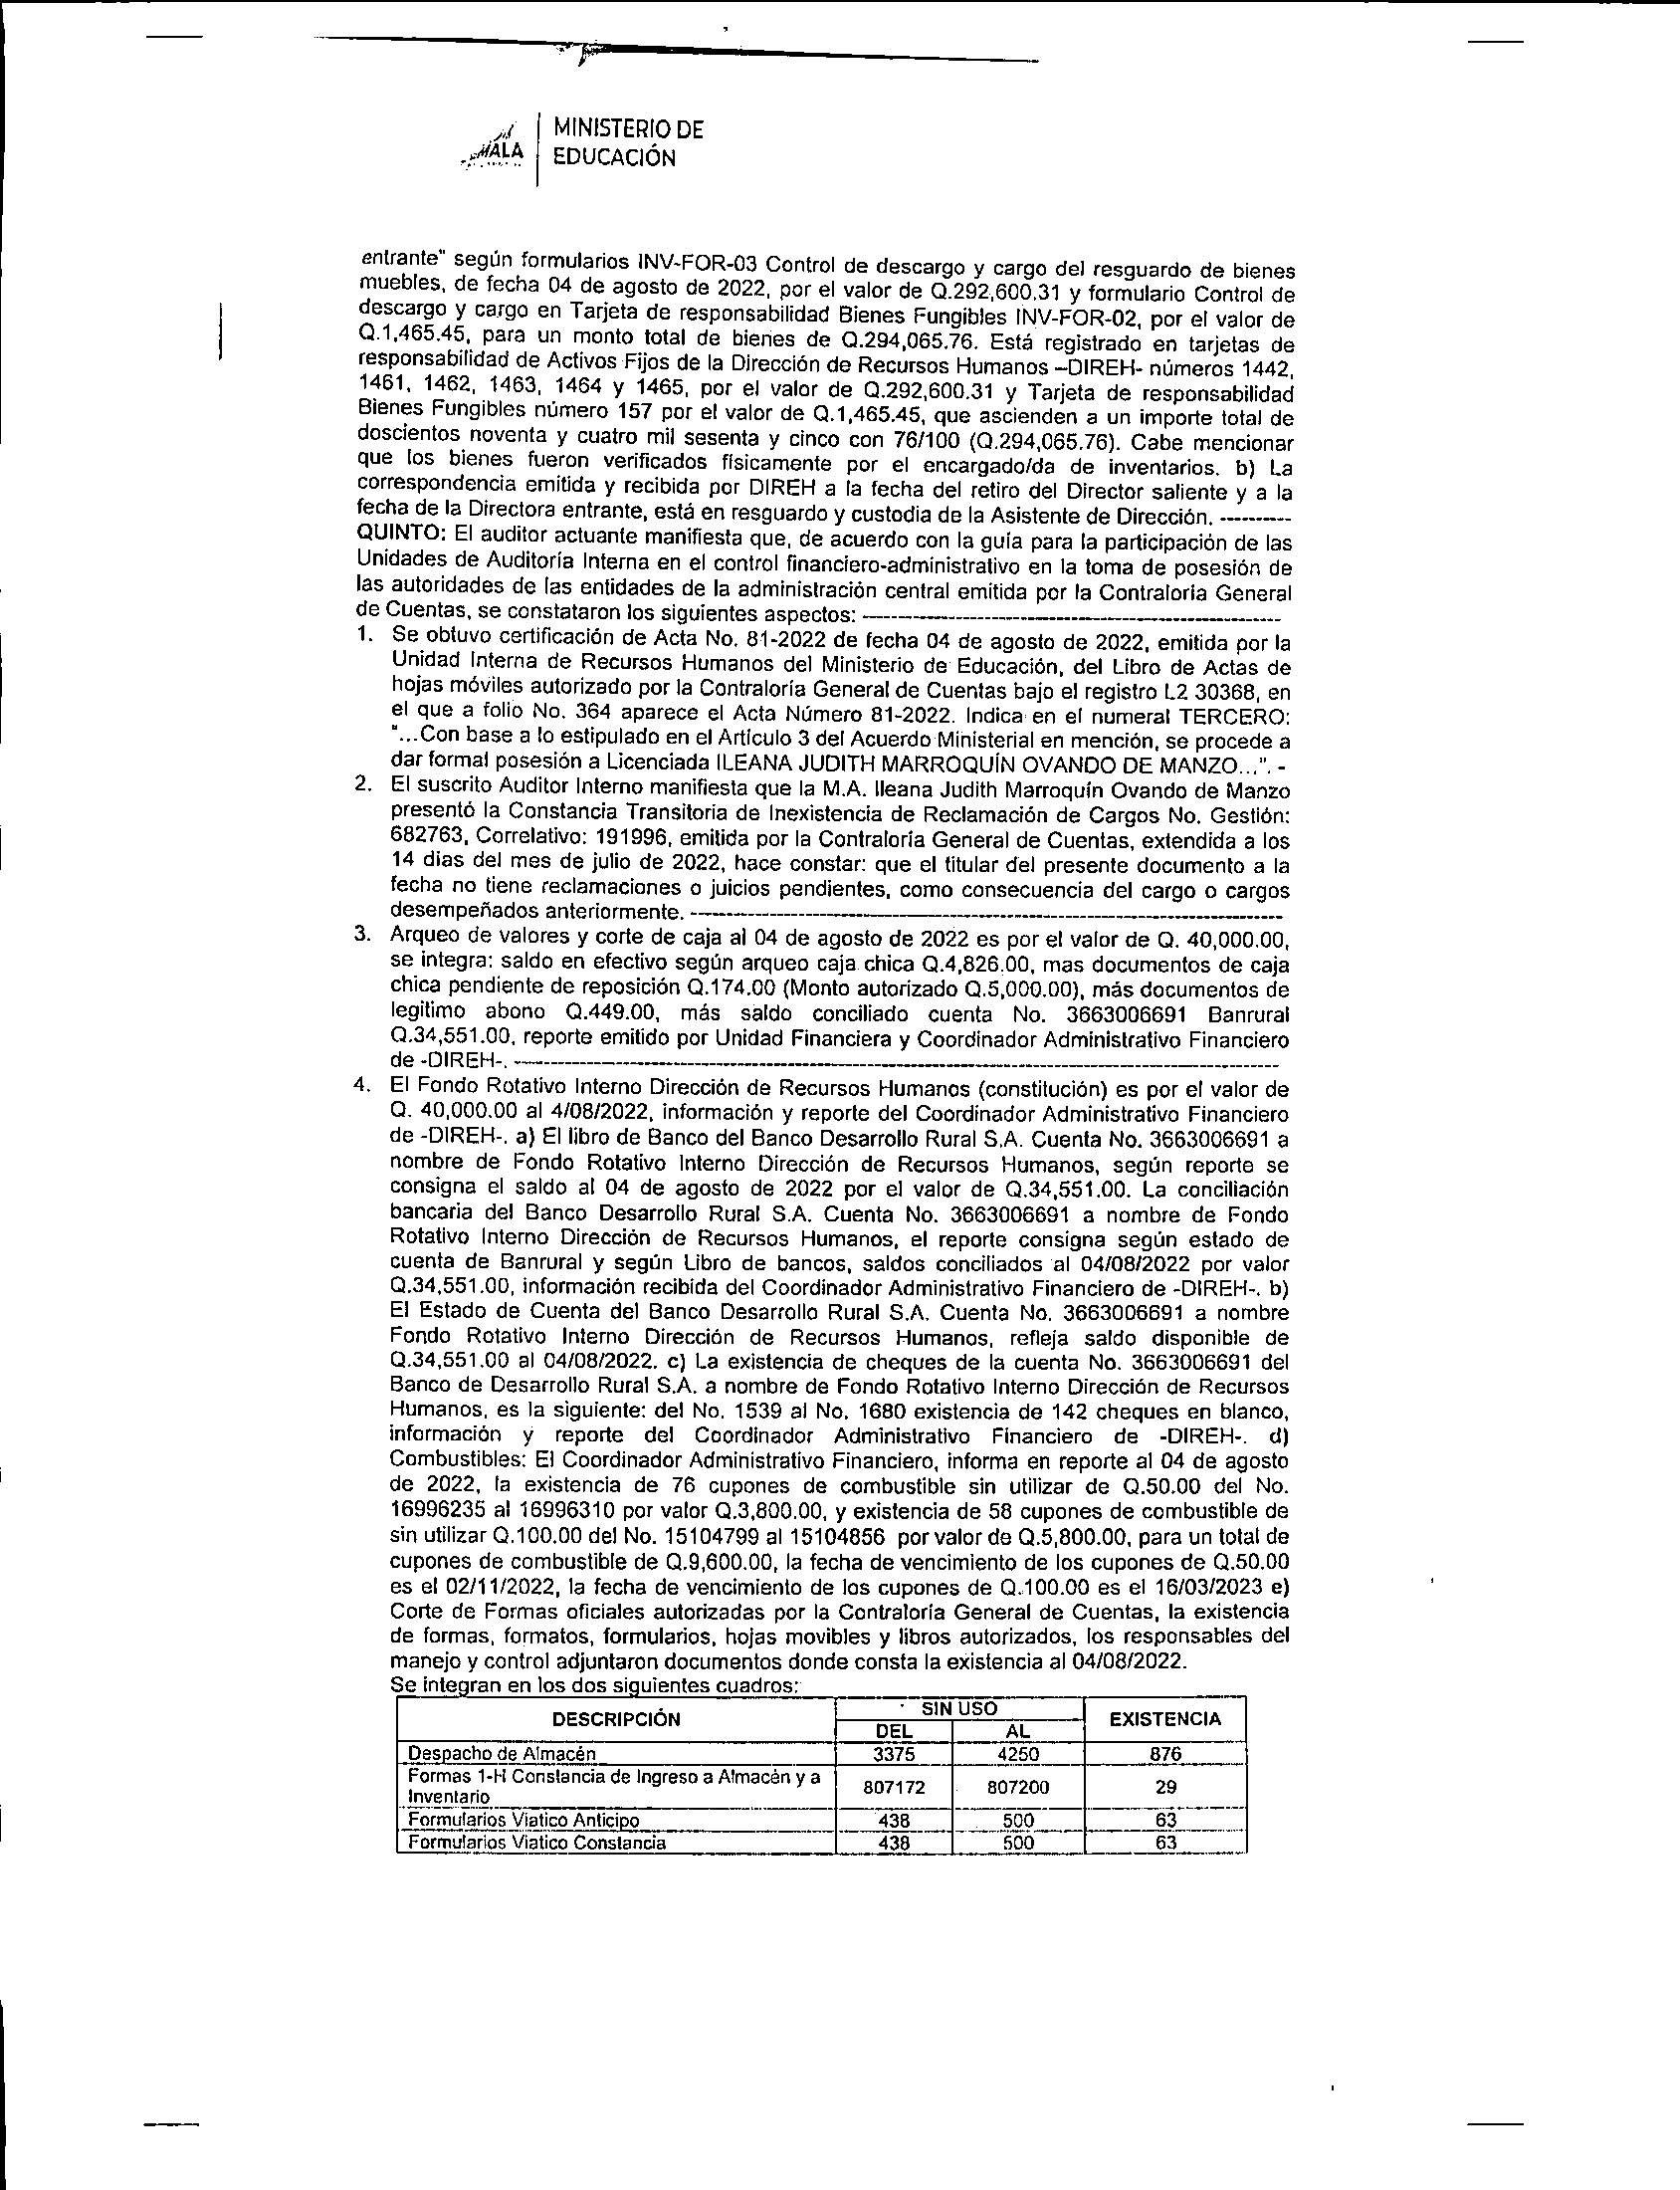 MALA
MINISTERIO DE
EDUCACIÓN
entrante" según formularios INV-FOR-03 Control de descargo y cargo del resguardo de bienes
muebles, de fecha 04 de agosto de 2022, por el valor de Q.292,600.31 y formulario Control de
descargo y cargo en Tarjeta de responsabilidad Bienes Fungibles INV-FOR-02, por el valor de
Q.1,465.45, para un monto total de bienes de Q.294,065.76. Está registrado en tarjetas de
responsabilidad de Activos Fijos de la Dirección de Recursos Humanos –DIREH- números 1442,
1461, 1462, 1463, 1464 y 1465, por el valor de Q.292,600.31 y Tarjeta de responsabilidad
Bienes Fungibles número 157 por el valor de Q.1,465.45, que ascienden a un importe total de
doscientos noventa y cuatro mil sesenta y cinco con 76/100 (Q.294,065.76). Cabe mencionar
que los bienes fueron verificados físicamente por el encargado/da de inventarios. b) La
correspondencia emitida y recibida por DIREH a la fecha del retiro del Director saliente y a la
fecha de la Directora entrante, está en resguardo y custodia de la Asistente de Dirección. ----------
QUINTO: El auditor actuante manifiesta que, de acuerdo con la guía para la participación de las
Unidades de Auditoría Interna en el control financiero-administrativo en la toma de posesión de
las autoridades de las entidades de la administración central emitida por la Contraloría General
de Cuentas, se constataron los siguientes aspectos: ----------------------------------------------------------
1. Se obtuvo certificación de Acta No. 81-2022 de fecha 04 de agosto de 2022, emitida por la
Unidad Interna de Recursos Humanos del Ministerio de Educación, del Libro de Actas de
hojas móviles autorizado por la Contraloría General de Cuentas bajo el registro L2 30368, en
el que a folio No. 364 aparece el Acta Número 81-2022. Indica en el numeral TERCERO:
"...Con base a lo estipulado en el Artículo 3 del Acuerdo Ministerial en mención, se procede a
dar formal posesión a Licenciada ILEANA JUDITH MARROQUÍN OVANDO DE MANZO...". -
2. El suscrito Auditor Interno manifiesta que la M.A. Ileana Judith Marroquín Ovando de Manzo
presentó la Constancia Transitoria de Inexistencia de Reclamación de Cargos No. Gestión:
682763, Correlativo: 191996, emitida por la Contraloría General de Cuentas, extendida a los
14 dias del mes de julio de 2022, hace constar: que el titular del presente documento a la
fecha no tiene reclamaciones o juicios pendientes, como consecuencia del cargo o cargos
desempeñados anteriormente. ----------------------------------------------------------------------------------
3. Arqueo de valores y corte de caja al 04 de agosto de 2022 es por el valor de Q. 40,000.00,
se integra: saldo en efectivo según arqueo caja chica Q.4,826.00, mas documentos de caja
chica pendiente de reposición Q.174.00 (Monto autorizado Q.5,000.00), más documentos de
legitimo abono Q.449.00, más saldo conciliado cuenta No. 3663006691 Banrural
Q.34,551.00, reporte emitido por Unidad Financiera y Coordinador Administrativo Financiero
de -DIREH-. ----------------------------------------------------------------------------------------------------------
4. El Fondo Rotativo Interno Dirección de Recursos Humanos (constitución) es por el valor de
Q. 40,000.00 al 4/08/2022, información y reporte del Coordinador Administrativo Financiero
de -DIREH-. a) El libro de Banco del Banco Desarrollo Rural S.A. Cuenta No. 3663006691 a
nombre de Fondo Rotativo Interno Dirección de Recursos Humanos, según reporte se
consigna el saldo al 04 de agosto de 2022 por el valor de Q.34,551.00. La conciliación
bancaria del Banco Desarrollo Rural S.A. Cuenta No. 3663006691 a nombre de Fondo
Rotativo Interno Dirección de Recursos Humanos, el reporte consigna según estado de
cuenta de Banrural y según Libro de bancos, saldos conciliados al 04/08/2022 por valor
Q.34,551.00, información recibida del Coordinador Administrativo Financiero de -DIREH-. b)
El Estado de Cuenta del Banco Desarrollo Rural S.A. Cuenta No. 3663006691 a nombre
Fondo Rotativo Interno Dirección de Recursos Humanos, refleja saldo disponible de
Q.34,551.00 al 04/08/2022. c) La existencia de cheques de la cuenta No. 3663006691 del
Banco de Desarrollo Rural S.A. a nombre de Fondo Rotativo Interno Dirección de Recursos
Humanos, es la siguiente: del No. 1539 al No. 1680 existencia de 142 cheques en blanco,
información y reporte del Coordinador Administrativo Financiero de -DIREH-. d)
Combustibles: El Coordinador Administrativo Financiero, informa en reporte al 04 de agosto
de 2022, la existencia de 76 cupones de combustible sin utilizar de Q.50.00 del No.
16996235 al 16996310 por valor Q.3,800.00, y existencia de 58 cupones de combustible de
sin utilizar Q.100.00 del No. 15104799 al 15104856 por valor de Q.5,800.00, para un total de
cupones de combustible de Q.9,600.00, la fecha de vencimiento de los cupones de Q.50.00
es el 02/11/2022, la fecha de vencimiento de los cupones de Q.100.00 es el 16/03/2023 e)
Corte de Formas oficiales autorizadas por la Contraloría General de Cuentas, la existencia
de formas, formatos, formularios, hojas movibles y libros autorizados, los responsables del
manejo y control adjuntaron documentos donde consta la existencia al 04/08/2022.
Se integran en los dos siguientes cuadros:
DESCRIPCIÓN SIN USO EXISTENCIA
DEL AL
Despacho de Almacén 3375 4250 876
Formas 1-H Constancia de Ingreso a Almacén y a
Inventario 807172 807200 29
Formularios Viatico Anticipo 438 500 63
Formularios Viatico Constancia 438 500 63